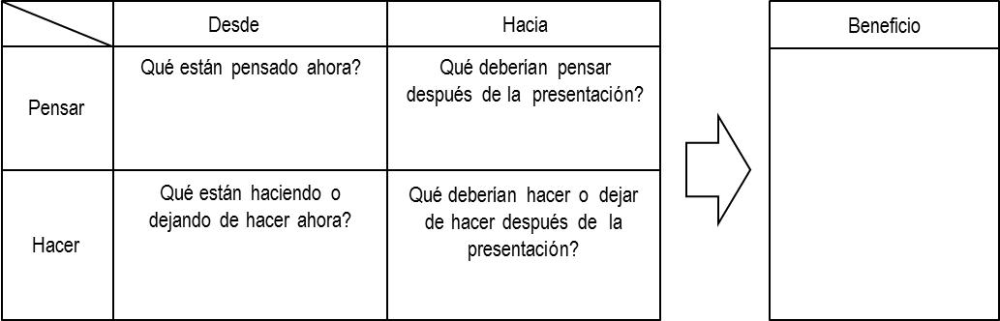 Desde
Hacia
Beneficio
Pensar
Qué están pensado ahora?
Qué deberían pensar
después de la presentación?
Hacer
Qué están haciendo o
dejando de hacer ahora?
Qué deberían hacer o dejar
de hacer después de la
presentación?